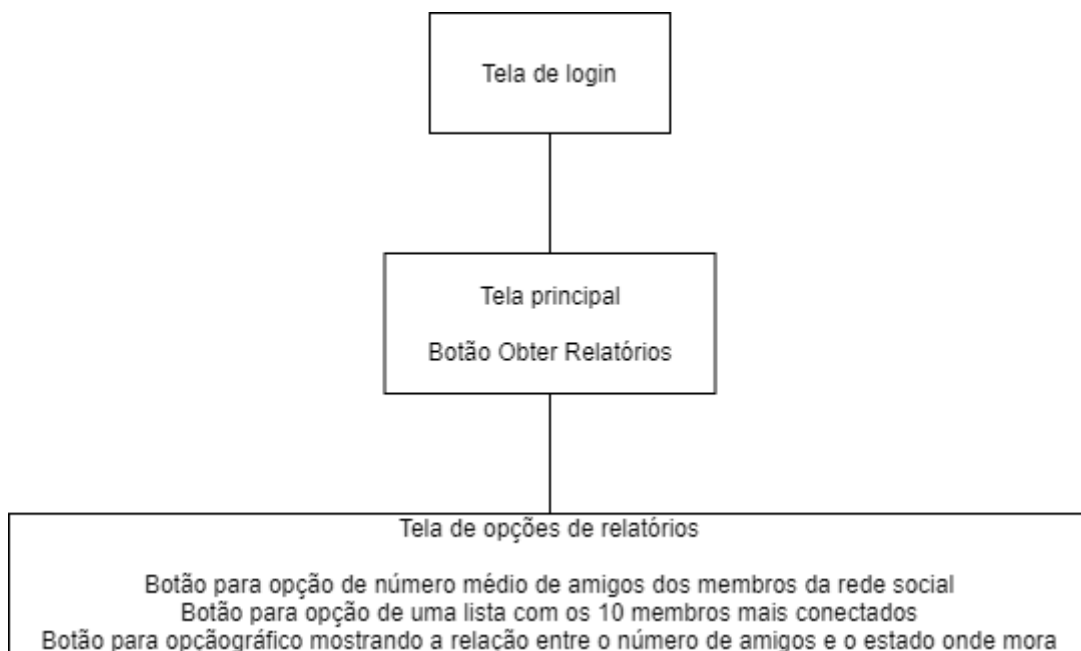 Tela de login
Tela principal
Botão Obter Relatórios
Tela de opções de relatórios
Botão para opção de número médio de amigos dos membros da rede social
Botão para opção de uma lista com os 10 membros mais conectados
Botão para opcãográfico mostrando a relação entre o número de amigos e o estado onde mora